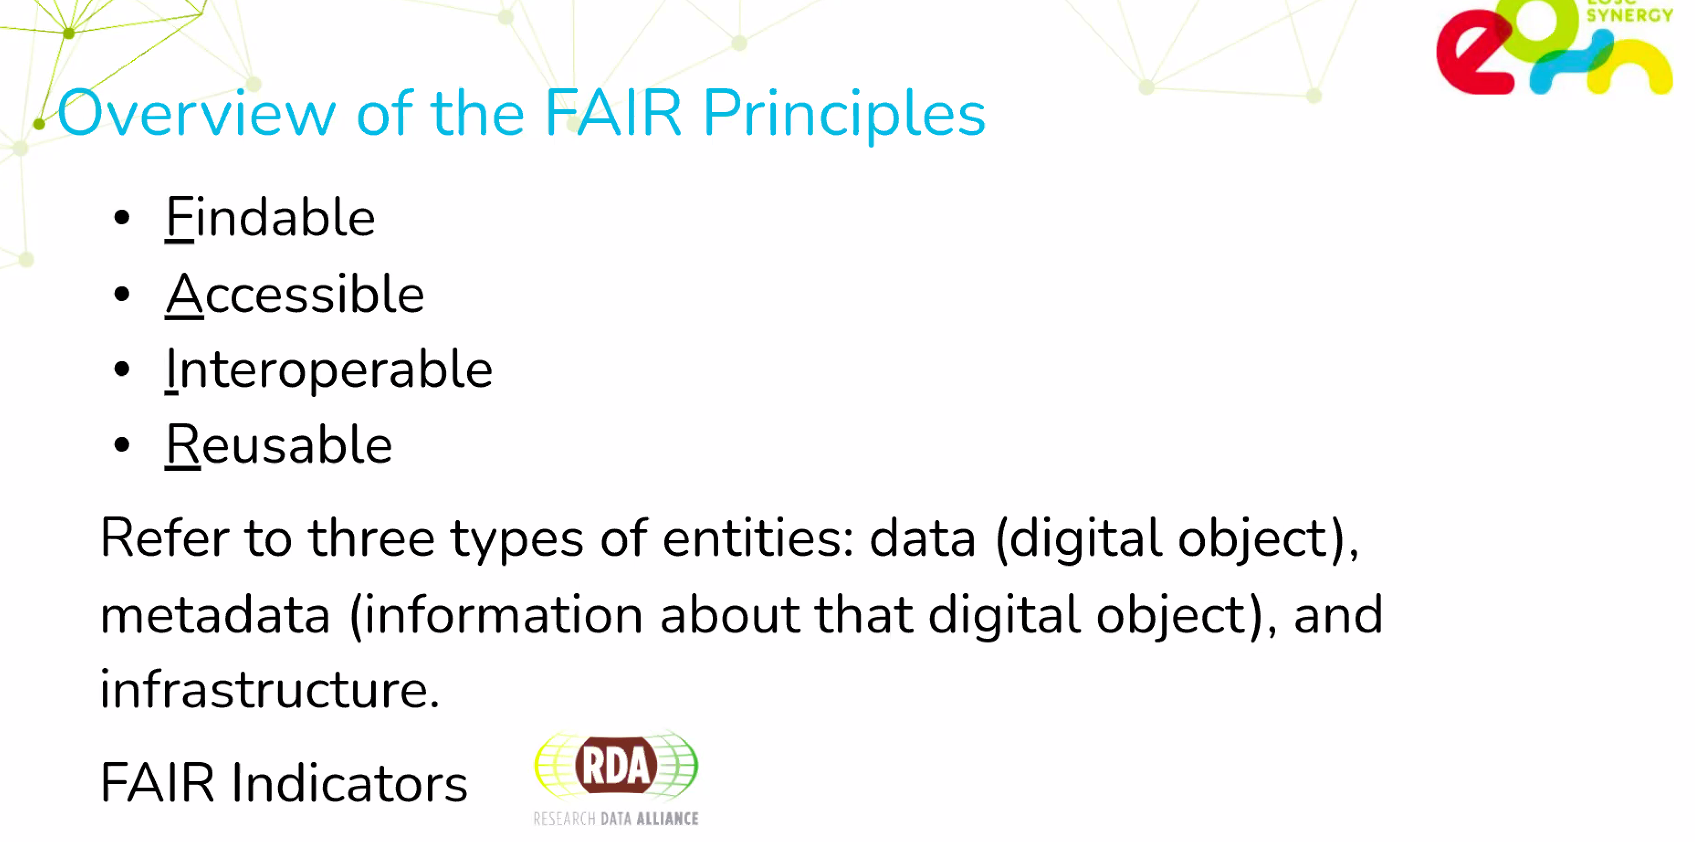 SYNERGY
Overview of the FAIR Principles
• Findable
• Accessible
• Interoperable
• Reusable
Refer to three types of entities: data (digital object),
metadata (information about that digital object), and
infrastructure.
FAIR Indicators
RDA
RESEARCH DATA ALLIANCE